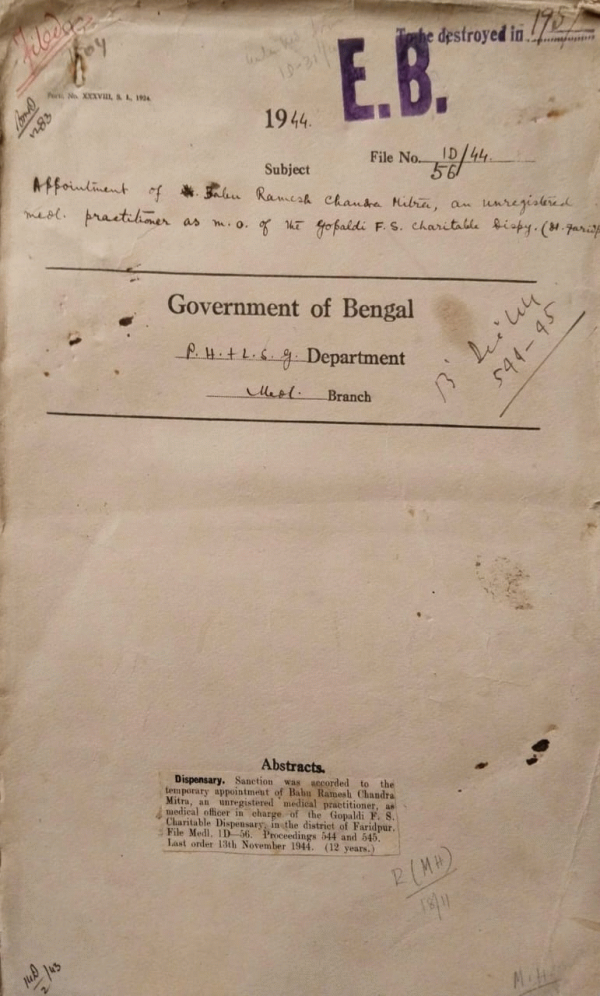 Filed
To be destroyed in 195
E.B.
Form No. XXXVIII, S. L. 1934.
1944.
File No. 1D/56/44.
Subject
Appointment of Babu Ramesh Chandra Mitra, an unregistered
medl. practitioner as m.o. of the Gopaldi F.S. Charitable Dispy.
Government of Bengal
P.H. + L.S.G. Department
Medl. Branch
544-45
Abstracts.
Dispensary. Sanction was accorded to the
temporary appointment of Babu Ramesh Chandra
Mitra, an unregistered medical practitioner, as
medical officer in charge of the Gopaldi F. S.
Charitable Dispensary, in the district of Faridpur.
File Medl. 1D—56. Proceedings 544 and 545.
Last order 13th November 1944. (12 years.)
R (MH)
18/11